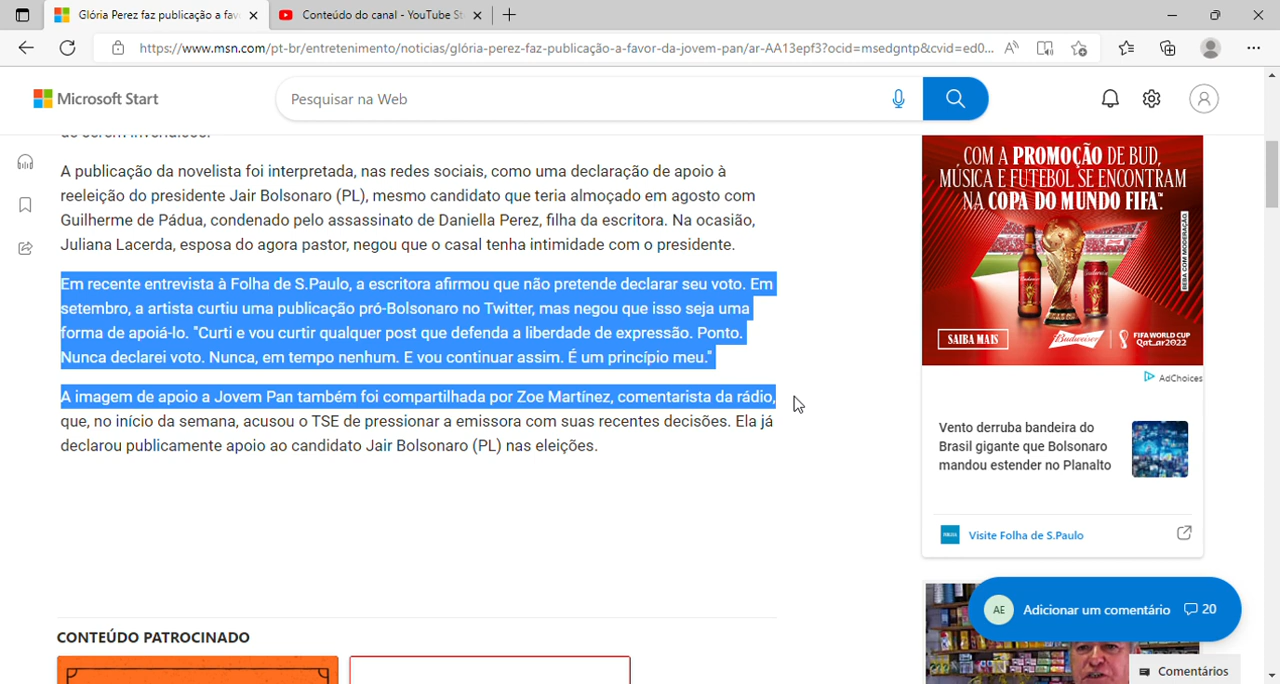 Glória Perez faz publicação a fav
Conteúdo do canal - YouTube St
https://www.msn.com/pt-br/entretenimento/noticias/glória-perez-faz-publicação-a-favor-da-jovem-pan/ar-AA13epf3?ocid=msedgntp&cvid=ed0...
Microsoft Start
Pesquisar na Web
A publicação da novelista foi interpretada, nas redes sociais, como uma declaração de apoio à
reeleição do presidente Jair Bolsonaro (PL), mesmo candidato que teria almoçado em agosto com
Guilherme de Pádua, condenado pelo assassinato de Daniella Perez, filha da escritora. Na ocasião,
Juliana Lacerda, esposa do agora pastor, negou que o casal tenha intimidade com o presidente.
Em recente entrevista à Folha de S.Paulo, a escritora afirmou que não pretende declarar seu voto. Em
setembro, a artista curtiu uma publicação pró-Bolsonaro no Twitter, mas negou que isso seja uma
forma de apoiá-lo. "Curti e vou curtir qualquer post que defenda a liberdade de expressão. Ponto.
Nunca declarei voto. Nunca, em tempo nenhum. E vou continuar assim. É um princípio meu."
A imagem de apoio a Jovem Pan também foi compartilhada por Zoe Martínez, comentarista da rádio,
que, no início da semana, acusou o TSE de pressionar a emissora com suas recentes decisões. Ela já
declarou publicamente apoio ao candidato Jair Bolsonaro (PL) nas eleições.
CONTEÚDO PATROCINADO
COM A PROMOÇÃO DE BUD,
MÚSICA E FUTEBOL SE ENCONTRAM
NA COPA DO MUNDO FIFA™.
BEBA COM MODERAÇÃO.
SAIBA MAIS
Budweiser
FIFA WORLD CUP
Qatar2022
AdChoices
Vento derruba bandeira do
Brasil gigante que Bolsonaro
mandou estender no Planalto
Visite Folha de S.Paulo
AE
Adicionar um comentário
20
Comentários